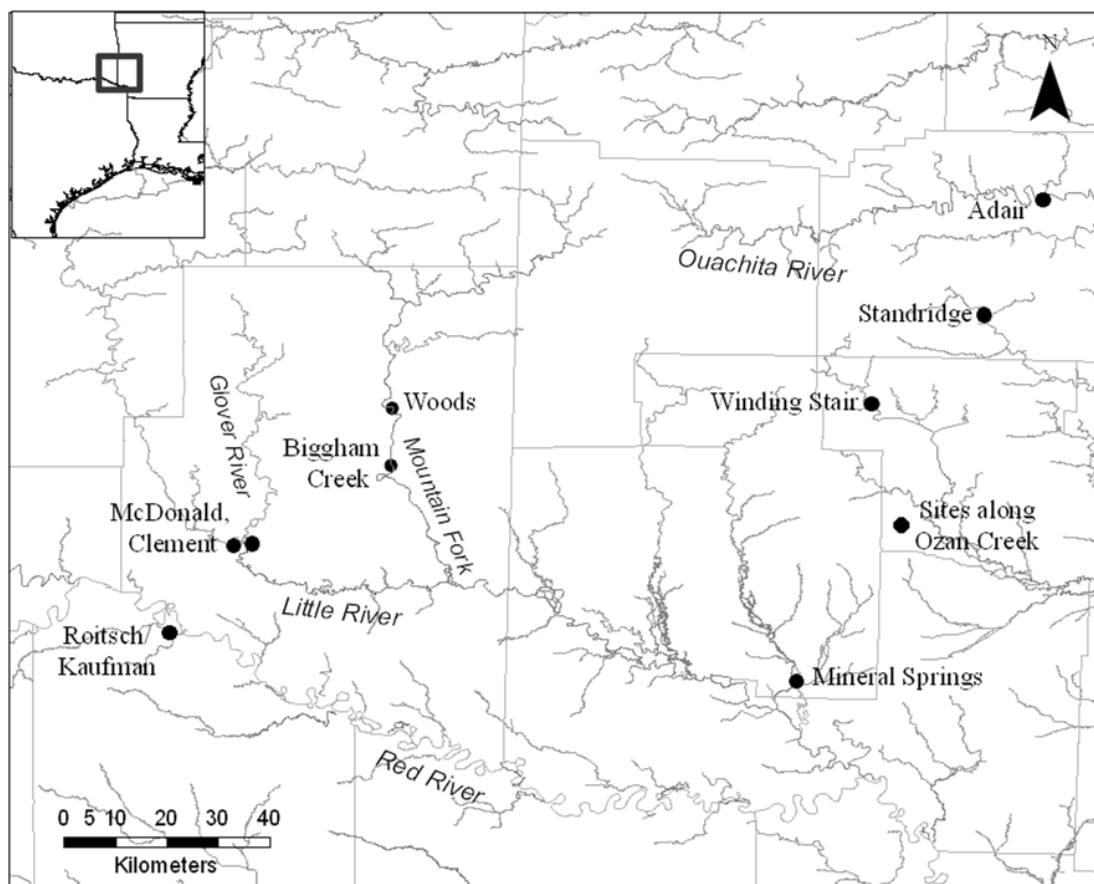 N
Adair
Ouachita River
Standridge
Winding Stair
Woods
Glover River
Biggham
Creek
Mountain Fork
McDonald,
Clement
Sites along
Ozan Creek
Little River
Roitsch/
Kaufman
Mineral Springs
Red River
0 5 10 20 30 40
Kilometers